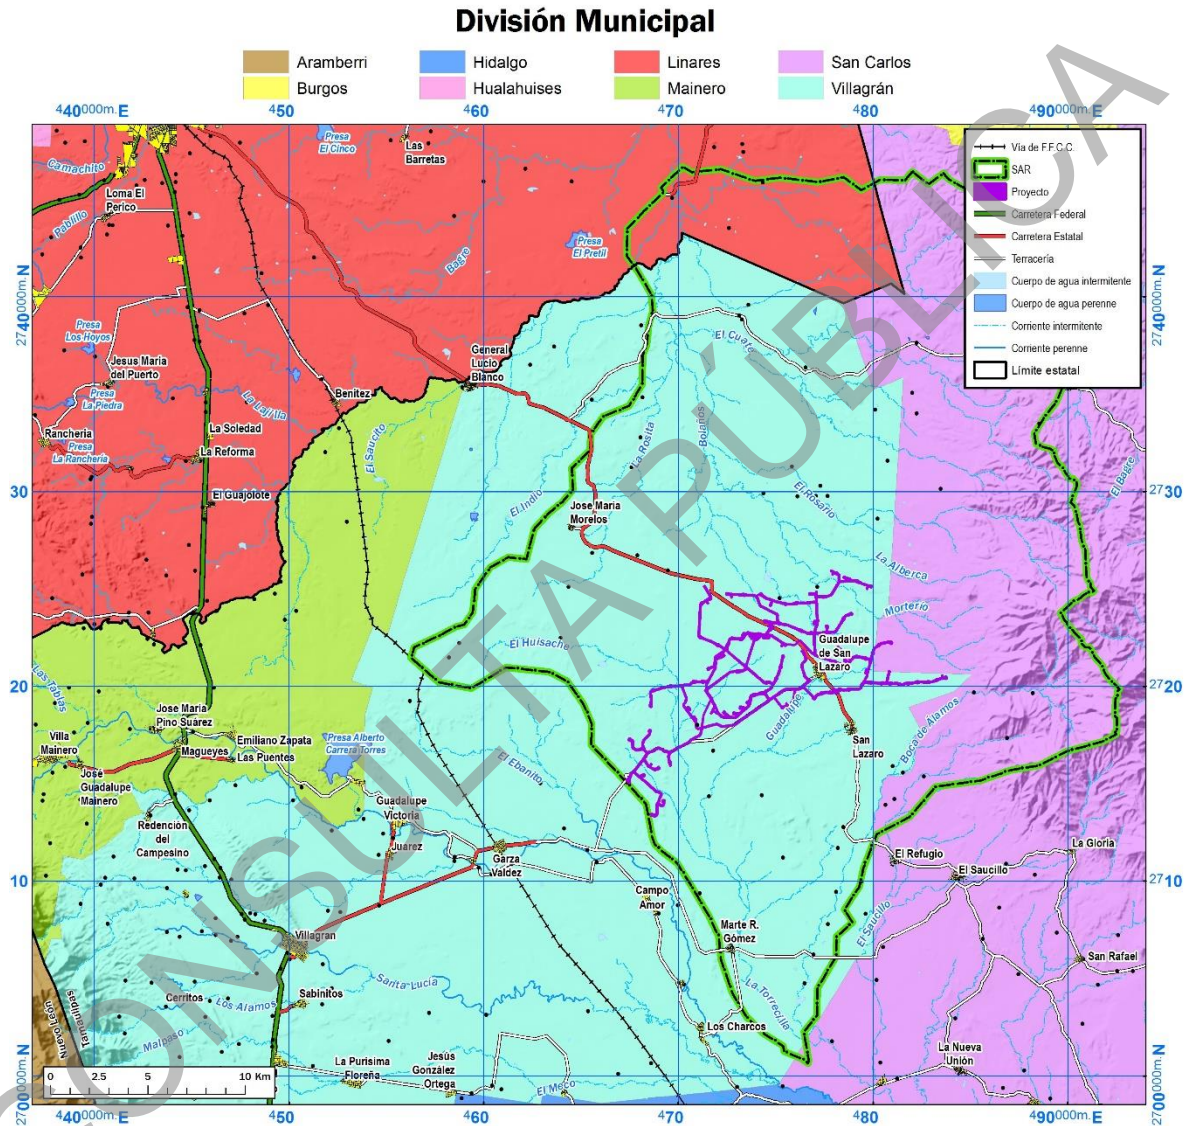 División Municipal
Aramberri
Hidalgo
Linares
San Carlos
Burgos
Hualahuises
Mainero
Villagrán
440000m. E
450
460
470
480
490000m. E
Vía de F.F.C.C.
SAR
Proyecto
Carretera Federal
Carretera Estatal
Terracería
Cuerpo de agua intermitente
Cuerpo de agua perenne
Corriente intermitente
Corriente perenne
Límite estatal
Camachito
Presa
El Cinco
Las
Barretas
Loma El
Perico
Pablillo
Bagre
Presa
El Pretil
2740000m. N
2740000m. N
Presa
Los Hoyos
Jesus Maria
del Puerto
Presa
La Piedra
General
Lucio
Blanco
El Cuate
Benitez
La Lajilla
Rancheria
Presa
La Rancheria
La Soledad
La Reforma
El Saucito
La Rosita
Bolaños
El Guajolote
El Indio
El Rosario
El Bagre
30
2730
Jose Maria
Morelos
La Alberca
Morterio
El Huisache
Guadalupe
de San
Lazaro
Las Tablas
20
2720
Jose Maria
Pino Suárez
Villa
Mainero
Magueyes
Emiliano Zapata
Las Puentes
Presa Alberto
Carrera Torres
Guadalupe
San
Lazaro
Boca de Alamos
José
Guadalupe
Mainero
El Ebanito
Guadalupe
Victoria
Redención
del
Campesino
Juarez
Garza
Valdez
El Refugio
El Saucillo
La Gloria
10
2710
Campo
Amor
Marte R.
Gómez
El Saucillo
Villagran
San Rafael
Santa Lucia
Cerritos
Los Alamos
Sabinitos
La Torrecilla
Malpaso
Los Charcos
Nuevo León
Tamaulipas
La Purisima
Floreña
Jesús
González
Ortega
La Nueva
Unión
El Meco
0
2.5
5
10 Km
2700000m. N
2700000m. N
440000m. E
450
460
470
480
490000m. E
CONSULTA PÚBLICA